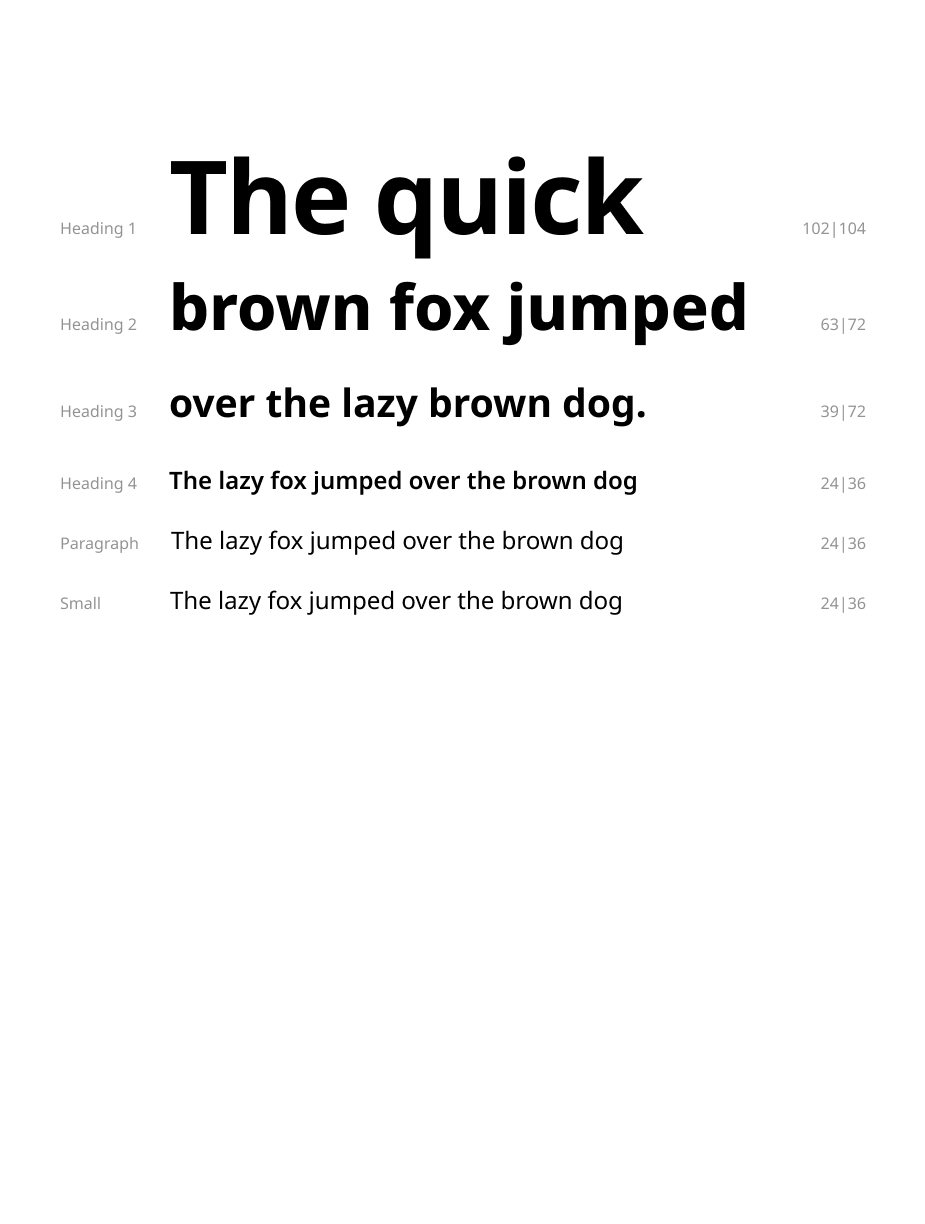 Heading 1 The quick 102|104
Heading 2 brown fox jumped 63|72
Heading 3 over the lazy brown dog. 39|72
Heading 4 The lazy fox jumped over the brown dog 24|36
Paragraph The lazy fox jumped over the brown dog 24|36
Small The lazy fox jumped over the brown dog 24|36